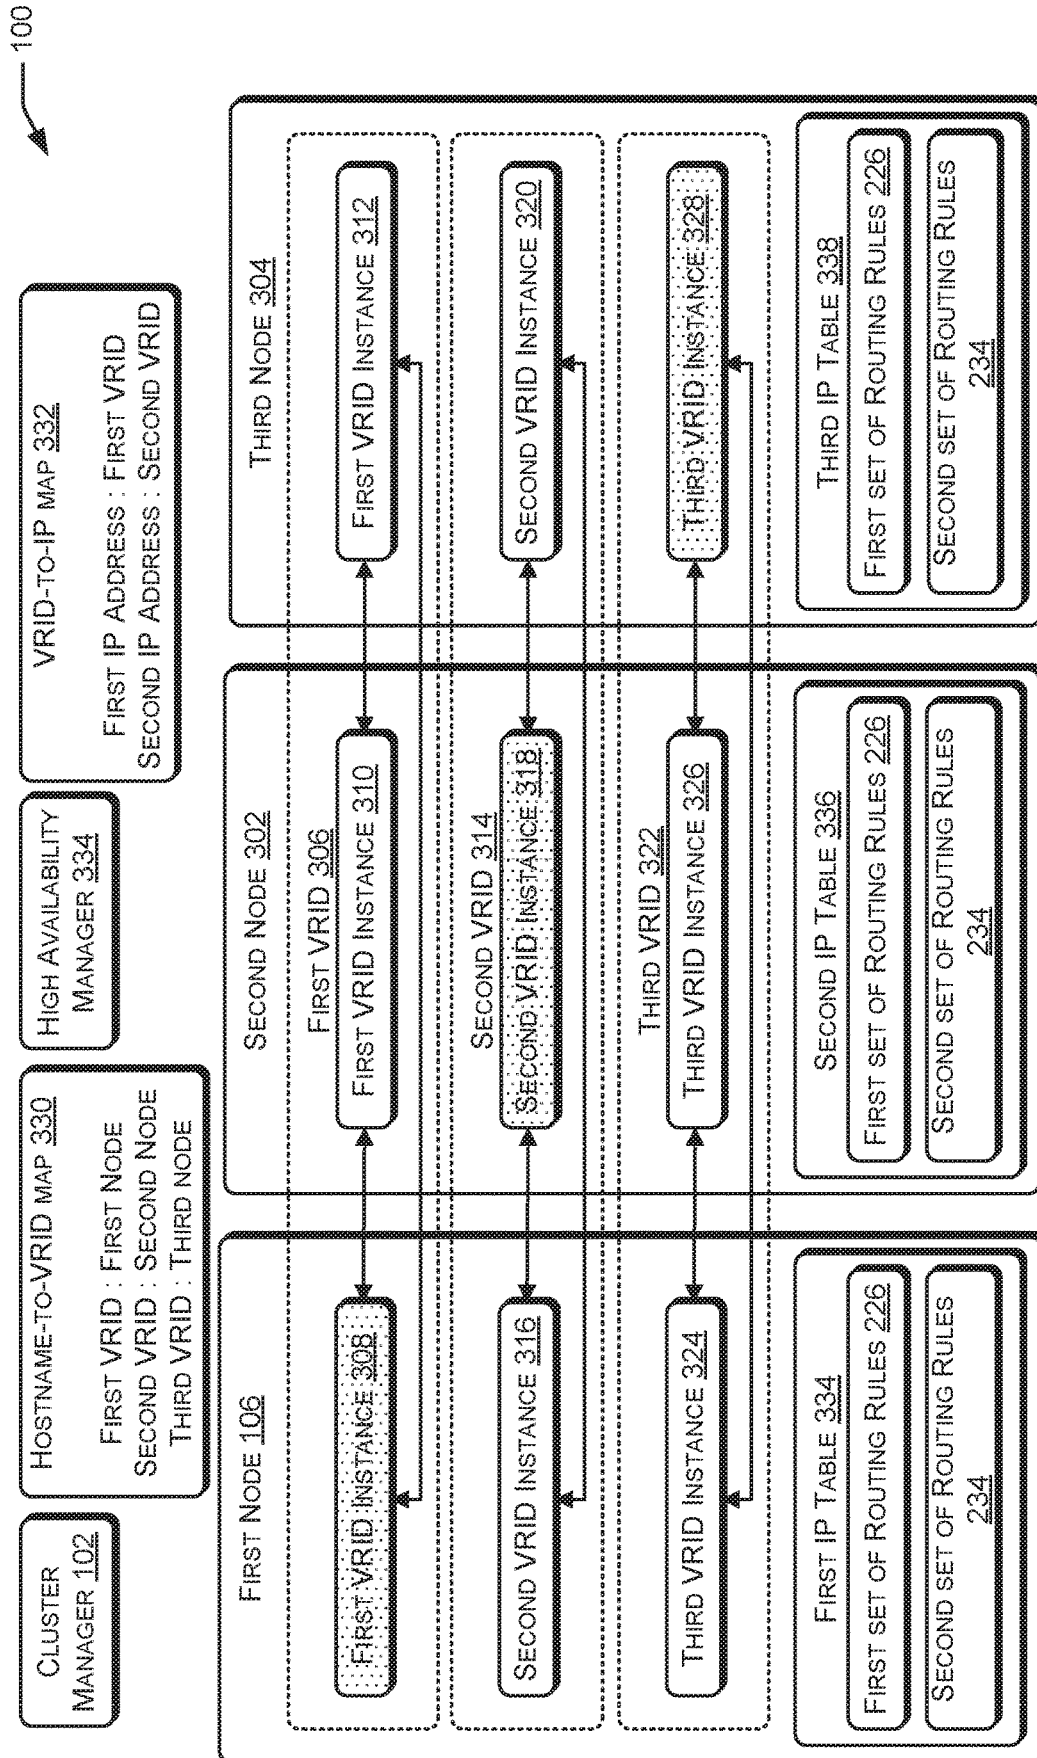 100
CLUSTER
MANAGER 102
HOSTNAME-TO-VRID MAP 330
FIRST VRID : FIRST NODE
SECOND VRID : SECOND NODE
THIRD VRID : THIRD NODE
HIGH AVAILABILITY
MANAGER 334
VRID-TO-IP MAP 332
FIRST IP ADDRESS : FIRST VRID
SECOND IP ADDRESS : SECOND VRID
FIRST NODE 106
SECOND NODE 302
THIRD NODE 304
FIRST VRID 306
FIRST VRID INSTANCE 308
FIRST VRID INSTANCE 310
FIRST VRID INSTANCE 312
SECOND VRID 314
SECOND VRID INSTANCE 316
SECOND VRID INSTANCE 318
SECOND VRID INSTANCE 320
THIRD VRID 322
THIRD VRID INSTANCE 324
THIRD VRID INSTANCE 326
THIRD VRID INSTANCE 328
FIRST IP TABLE 334
FIRST SET OF ROUTING RULES 226
SECOND SET OF ROUTING RULES
234
SECOND IP TABLE 336
FIRST SET OF ROUTING RULES 226
SECOND SET OF ROUTING RULES
234
THIRD IP TABLE 338
FIRST SET OF ROUTING RULES 226
SECOND SET OF ROUTING RULES
234